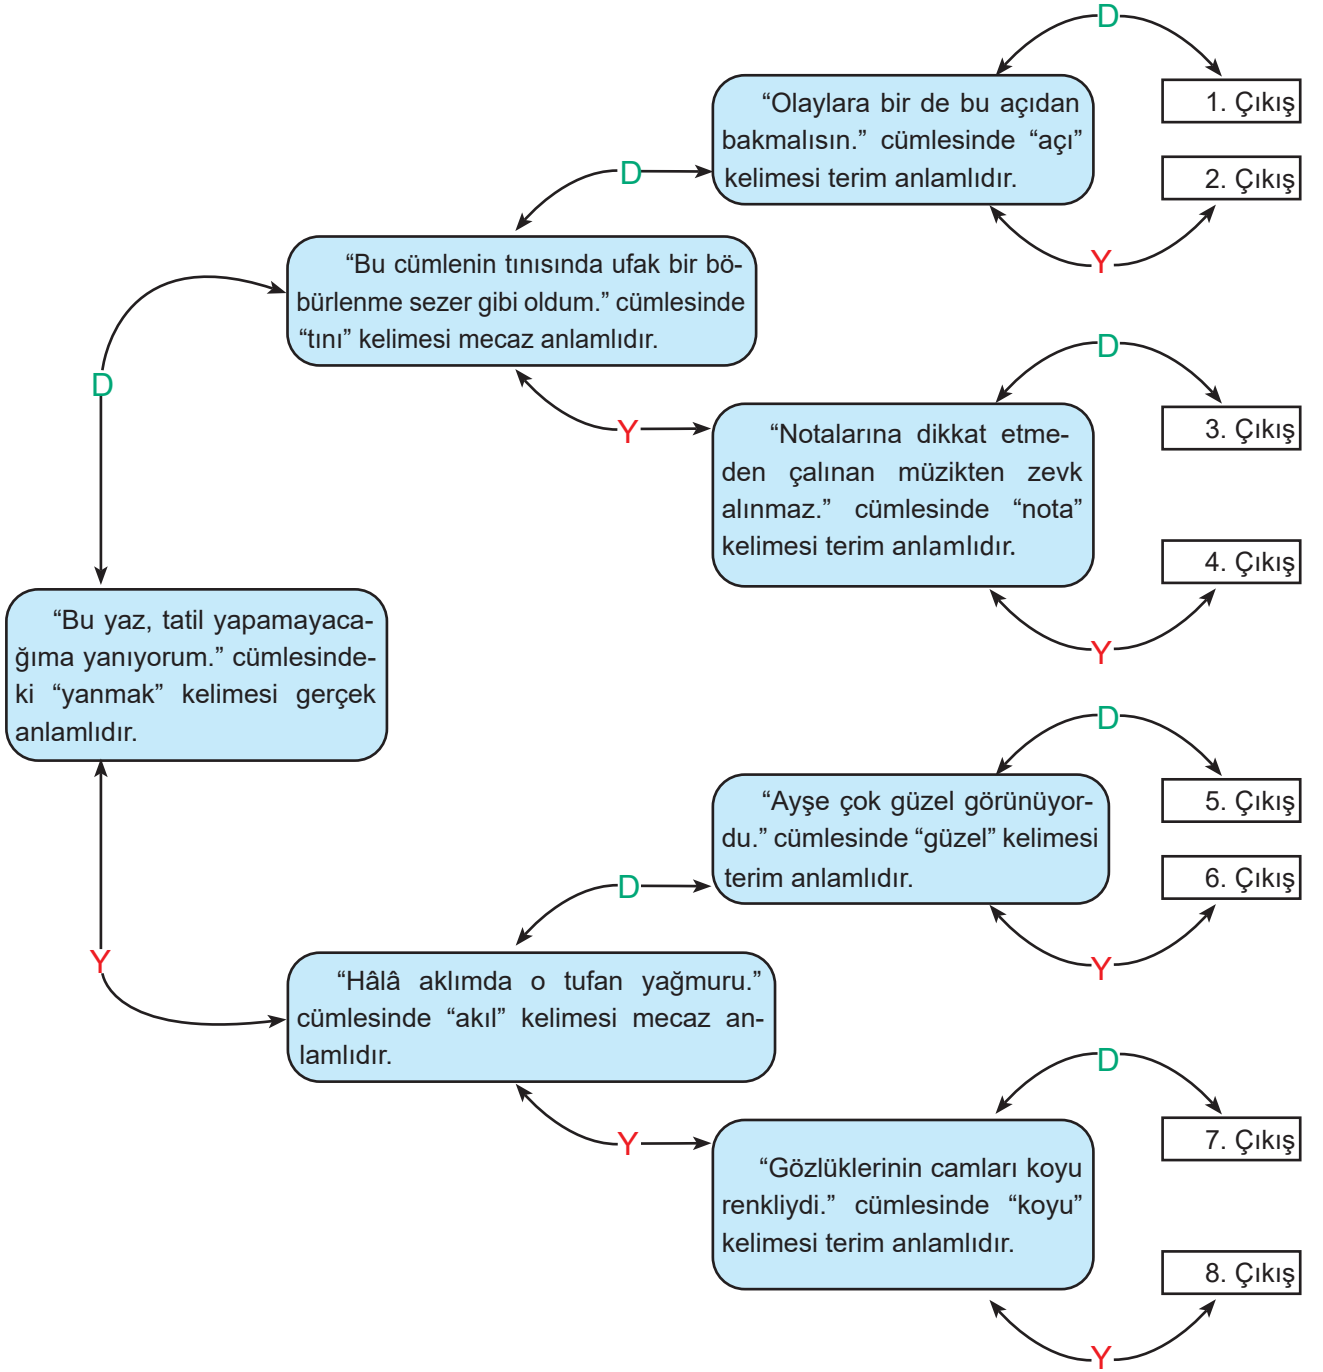 D
“Olaylara bir de bu açıdan
bakmalısın.” cümlesinde “açı”
kelimesi terim anlamlıdır.
1. Çıkış
2. Çıkış
D
Y
“Bu cümlenin tınısında ufak bir bö-
bürlenme sezer gibi oldum.” cümlesinde
“tını” kelimesi mecaz anlamlıdır.
D
D
Y
“Notalarına dikkat etme-
den çalınan müzikten zevk
alınmaz.” cümlesinde “nota”
kelimesi terim anlamlıdır.
3. Çıkış
4. Çıkış
Y
“Bu yaz, tatil yapamayaca-
ğıma yanıyorum.” cümlesinde-
ki “yanmak” kelimesi gerçek
anlamlıdır.
D
“Ayşe çok güzel görünüyor-
du.” cümlesinde “güzel” kelimesi
terim anlamlıdır.
5. Çıkış
6. Çıkış
D
Y
Y
“Hâlâ aklımda o tufan yağmuru.”
cümlesinde “akıl” kelimesi mecaz an-
lamlıdır.
D
Y
“Gözlüklerinin camları koyu
renkliydi.” cümlesinde “koyu”
kelimesi terim anlamlıdır.
7. Çıkış
8. Çıkış
Y